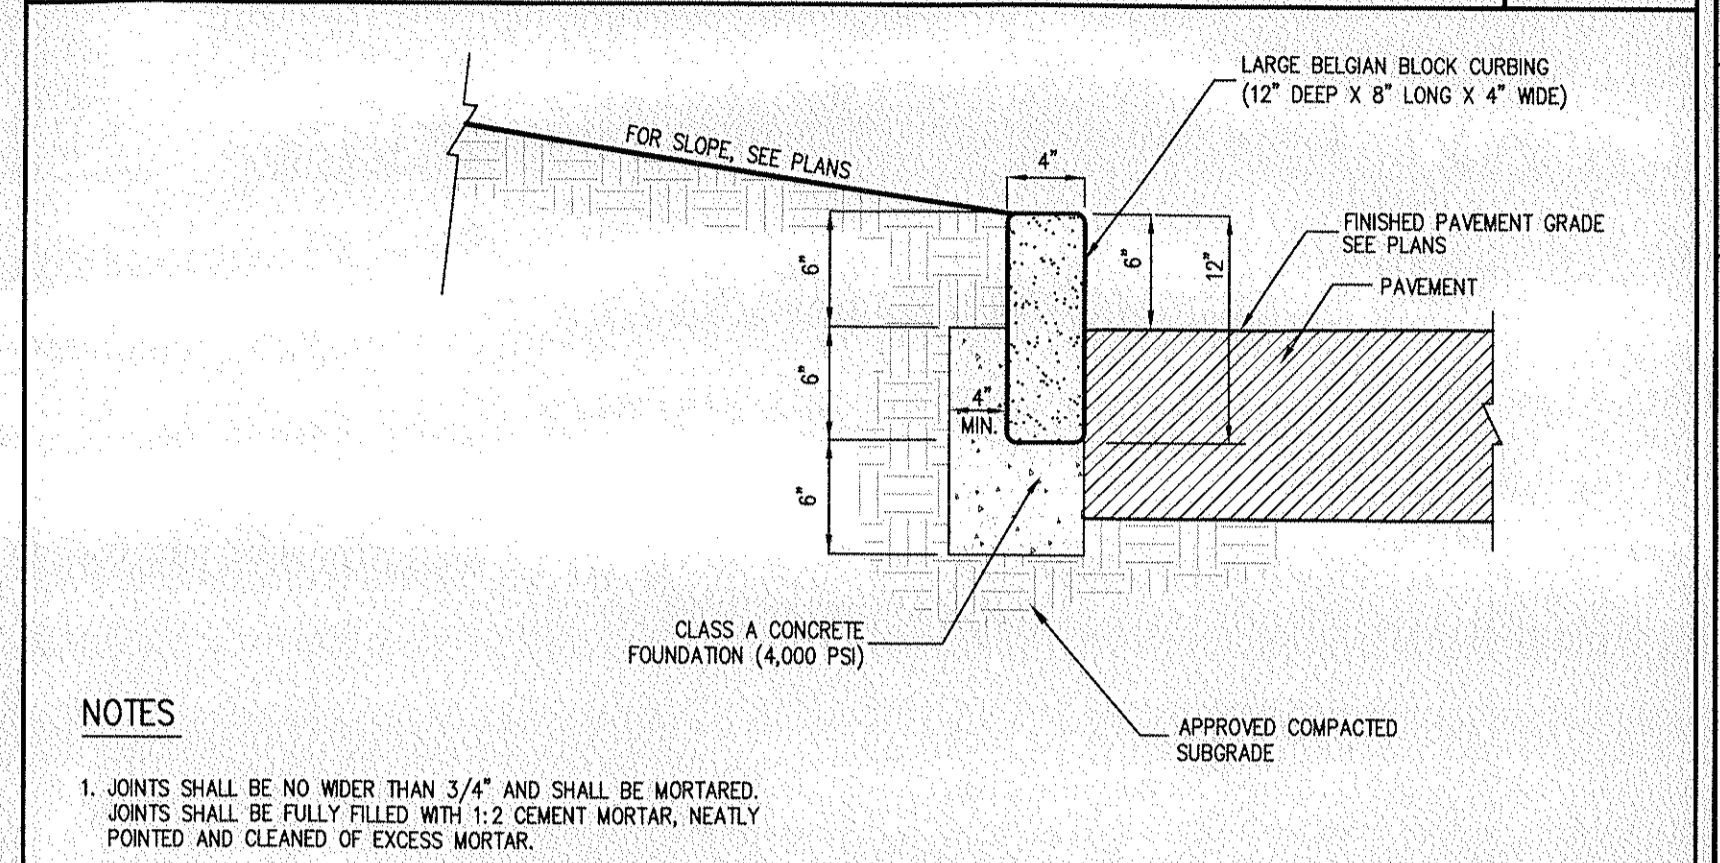 LARGE BELGIAN BLOCK CURBING
(12" DEEP X 8" LONG X 4" WIDE)
FOR SLOPE, SEE PLANS
4"
FINISHED PAVEMENT GRADE
SEE PLANS
6"
6"
12"
PAVEMENT
6"
4"
MIN.
6"
CLASS A CONCRETE
FOUNDATION (4,000 PSI)
APPROVED COMPACTED
SUBGRADE
NOTES
1. JOINTS SHALL BE NO WIDER THAN 3/4" AND SHALL BE MORTARED.
JOINTS SHALL BE FULLY FILLED WITH 1:2 CEMENT MORTAR, NEATLY
POINTED AND CLEANED OF EXCESS MORTAR.